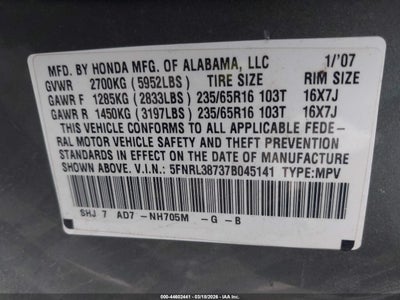 MFD. BY HONDA MFG. OF ALABAMA, LLC 1/'07
GVWR 2700KG (5952LBS) TIRE SIZE RIM SIZE
GAWR F 1285KG (2833LBS) 235/65R16 103T 16X7J
GAWR R 1450KG (3197LBS) 235/65R16 103T 16X7J
THIS VEHICLE CONFORMS TO ALL APPLICABLE FEDE-
RAL MOTOR VEHICLE SAFETY AND THEFT PREVENTION
STANDARDS IN EFFECT ON THE DATE OF MANUFACTURE
SHOWN ABOVE. V.I.N.: 5FNRL38737B045141 TYPE:MPV
SHJ 7 AD7-NH705M -G -B
000-44602441 - 03/18/2026 - IAA Inc.